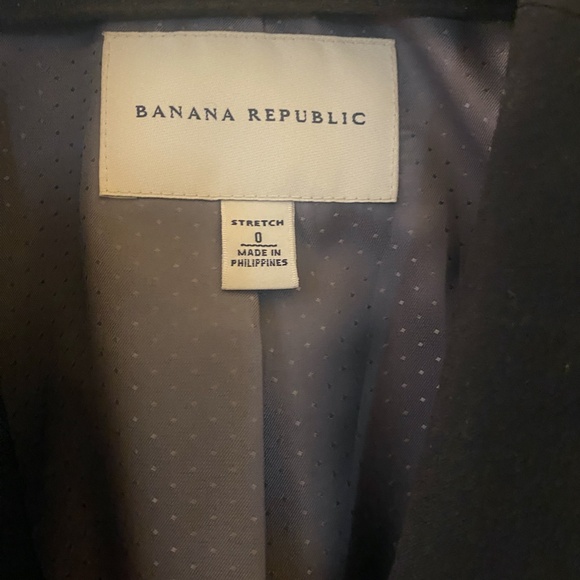 BANANA REPUBLIC
STRETCH
0
MADE IN
PHILIPPINES